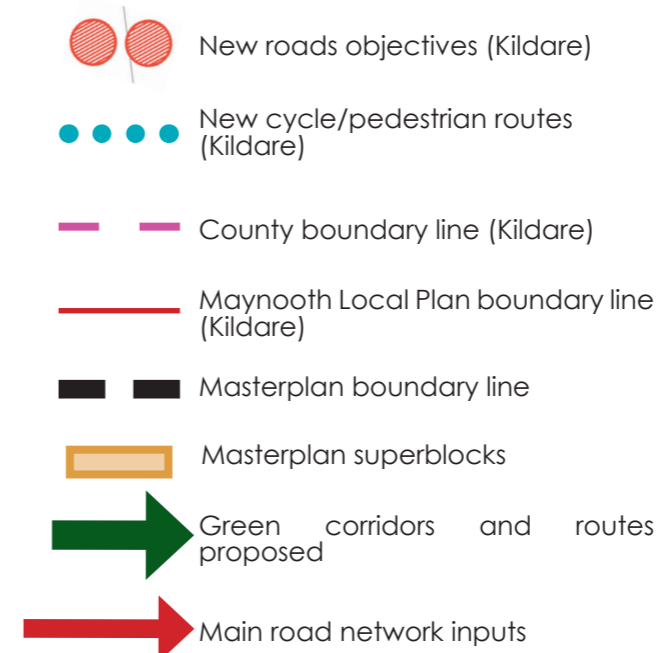 New roads objectives (Kildare)
New cycle/pedestrian routes
(Kildare)
County boundary line (Kildare)
Maynooth Local Plan boundary line
(Kildare)
Masterplan boundary line
Masterplan superblocks
Green corridors and routes
proposed
Main road network inputs